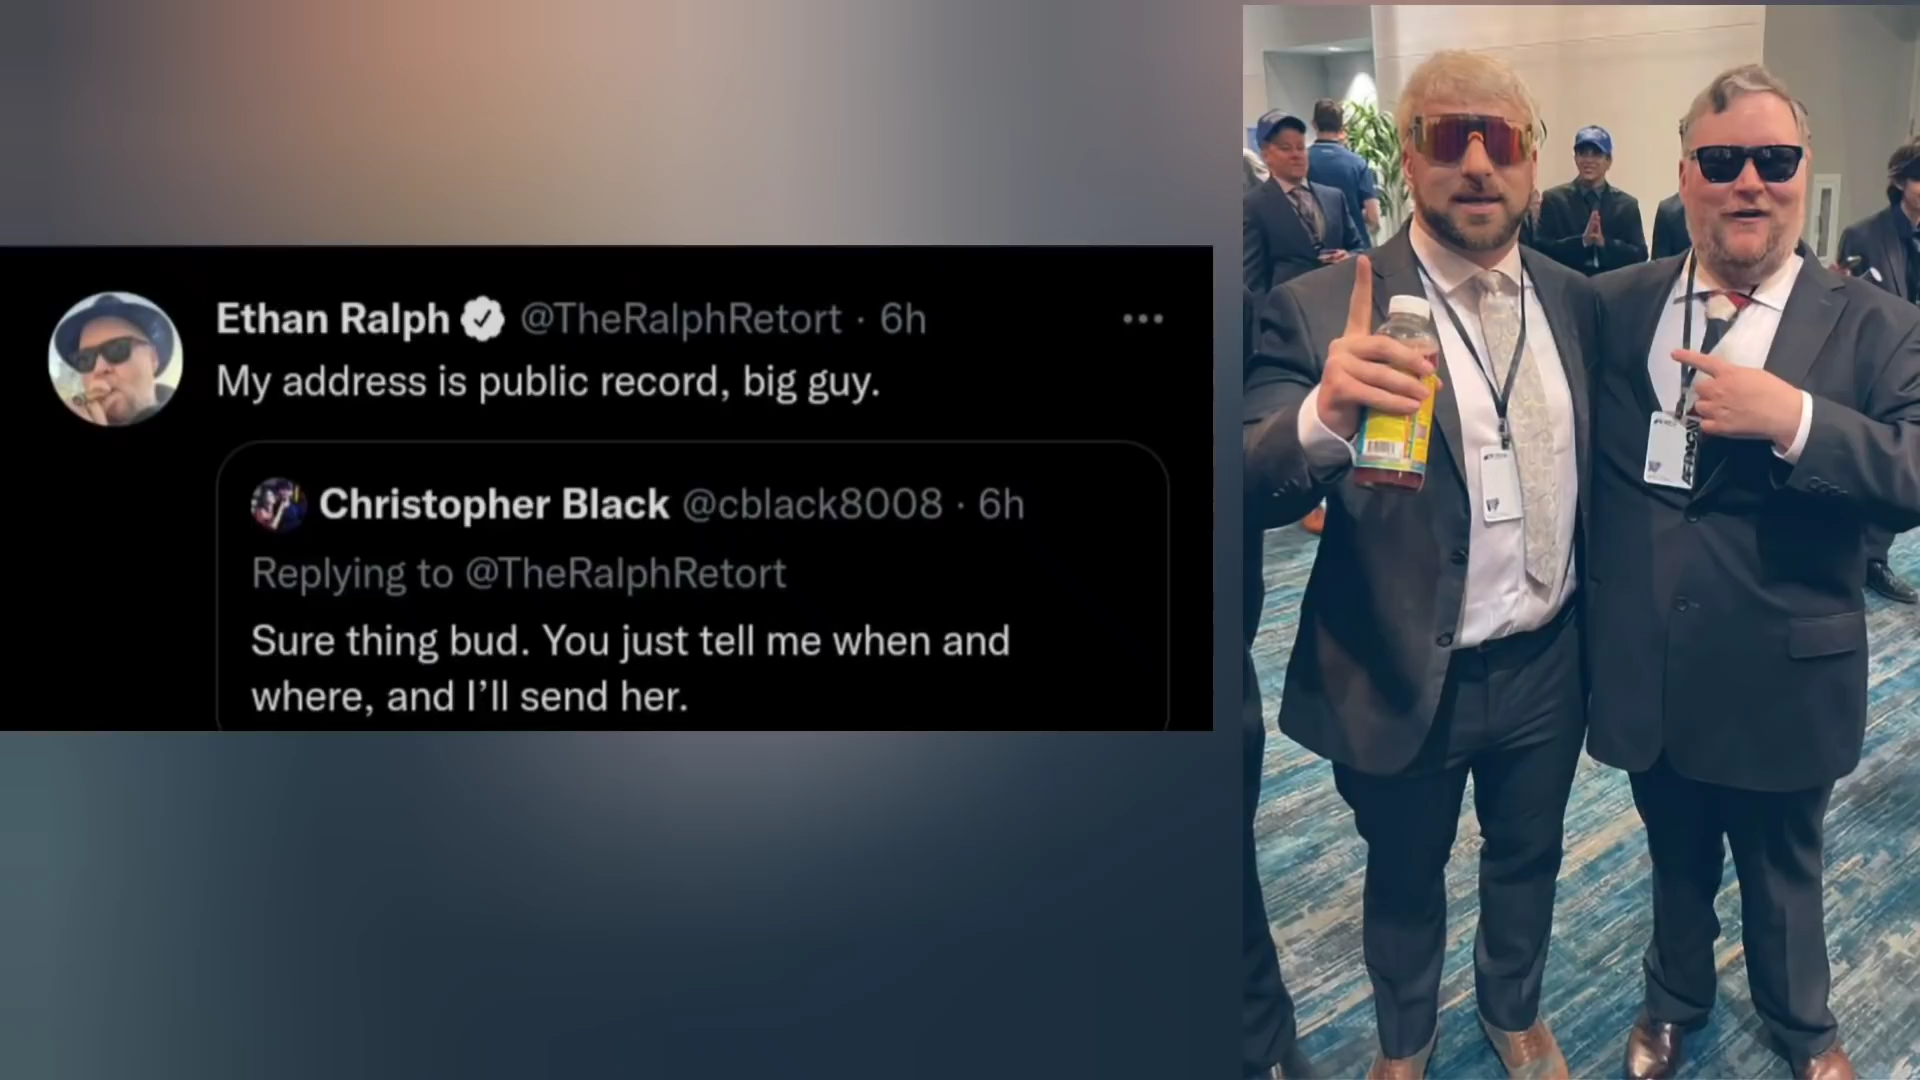 Ethan Ralph @TheRalphRetort · 6h
My address is public record, big guy.
Christopher Black @cblack8008 · 6h
Replying to @TheRalphRetort
Sure thing bud. You just tell me when and
where, and I'll send her.
VIP